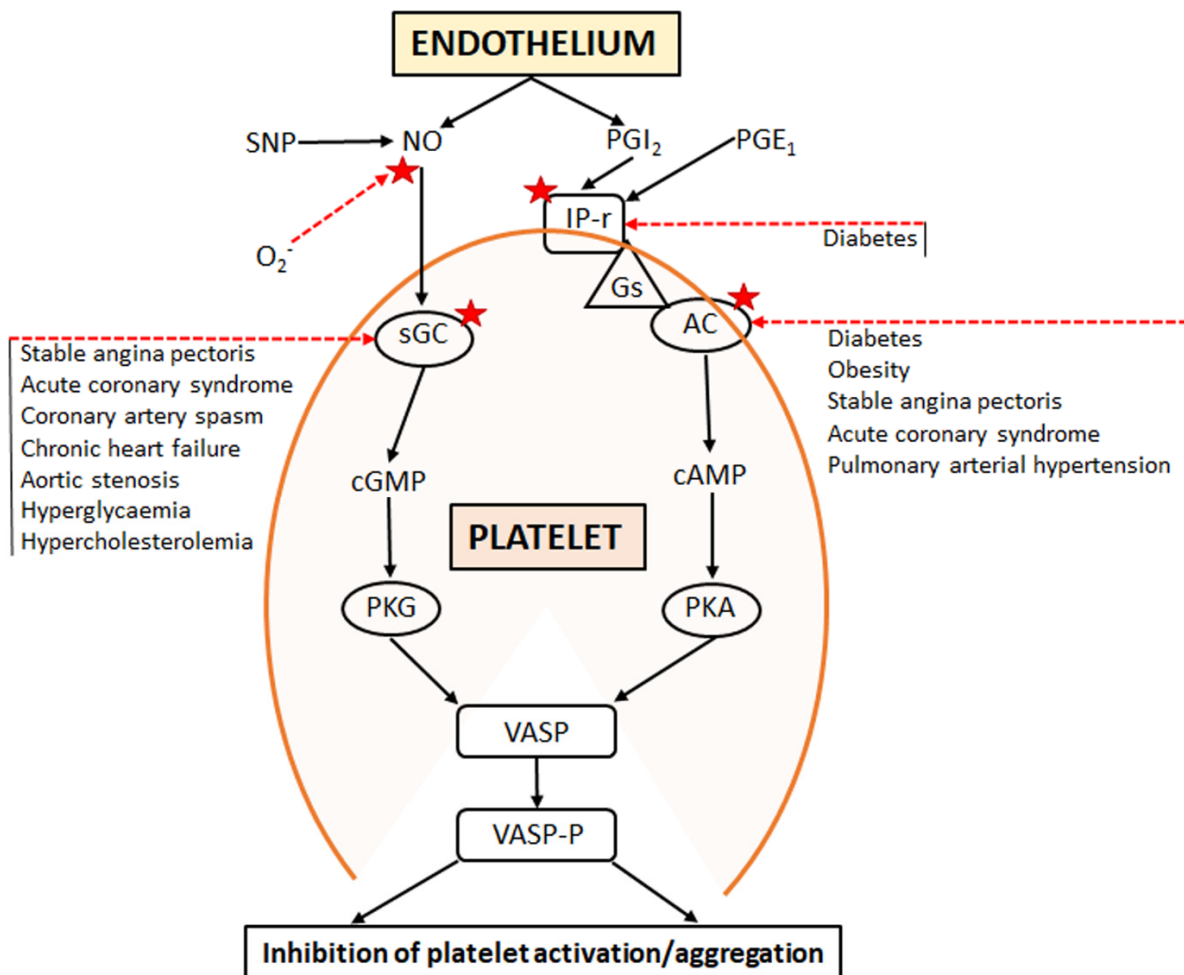 ENDOTHELIUM
SNP
NO
PGI₂
PGE₁
O₂⁻
IP-r
Diabetes
Gs
sGC
AC
Stable angina pectoris
Acute coronary syndrome
Coronary artery spasm
Chronic heart failure
Aortic stenosis
Hyperglycaemia
Hypercholesterolemia
Diabetes
Obesity
Stable angina pectoris
Acute coronary syndrome
Pulmonary arterial hypertension
cGMP
cAMP
PLATELET
PKG
PKA
VASP
VASP-P
Inhibition of platelet activation/aggregation